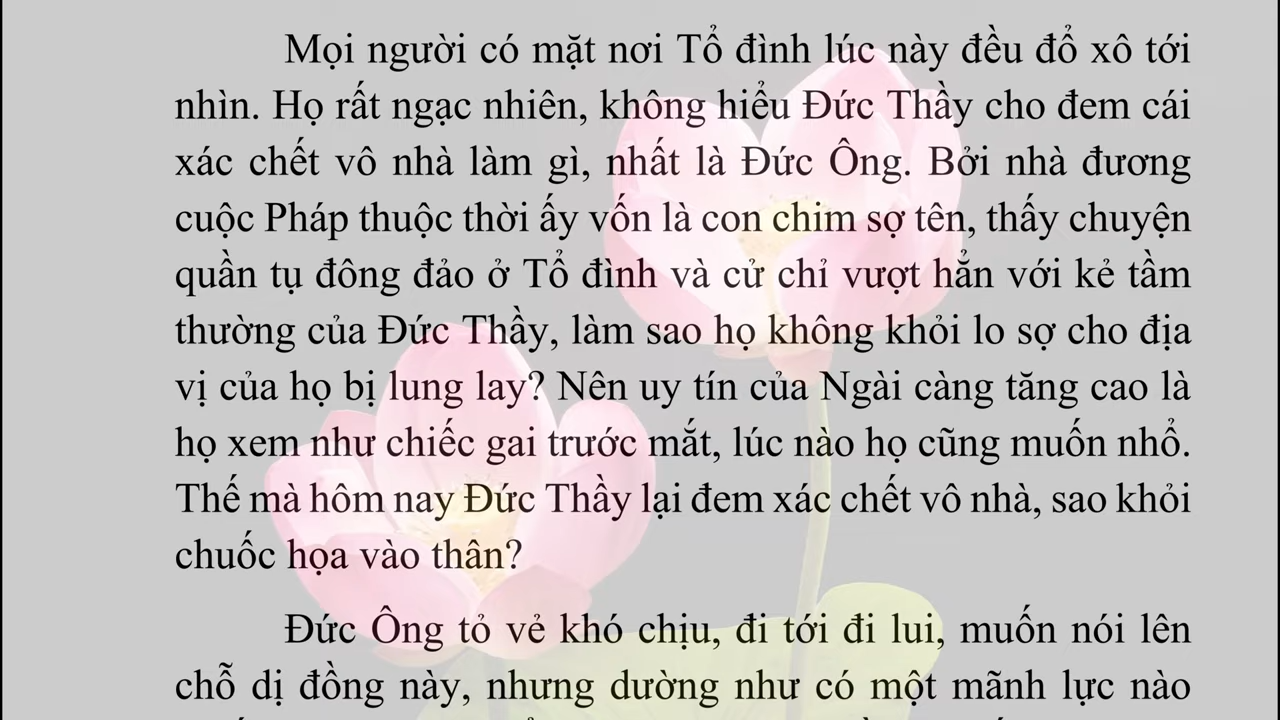 Mọi người có mặt nơi Tổ đình lúc này đều đổ xô tới
nhìn. Họ rất ngạc nhiên, không hiểu Đức Thầy cho đem cái
xác chết vô nhà làm gì, nhất là Đức Ông. Bởi nhà đương
cuộc Pháp thuộc thời ấy vốn là con chim sợ tên, thấy chuyện
quần tụ đông đảo ở Tổ đình và cử chỉ vượt hẳn với kẻ tầm
thường của Đức Thầy, làm sao họ không khỏi lo sợ cho địa
vị của họ bị lung lay? Nên uy tín của Ngài càng tăng cao là
họ xem như chiếc gai trước mắt, lúc nào họ cũng muốn nhổ.
Thế mà hôm nay Đức Thầy lại đem xác chết vô nhà, sao khỏi
chuốc họa vào thân?
Đức Ông tỏ vẻ khó chịu, đi tới đi lui, muốn nói lên
chỗ dị đồng này, nhưng dường như có một mãnh lực nào